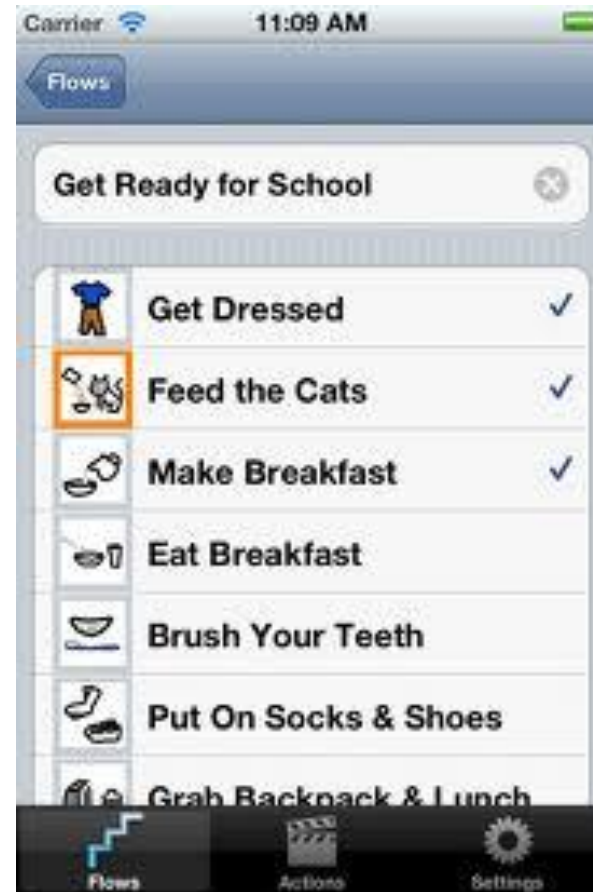 Carrier 11:09 AM
Flows
Get Ready for School
Get Dressed
Feed the Cats
Make Breakfast
Eat Breakfast
Brush Your Teeth
Put On Socks & Shoes
Grab Backpack & Lunch
Flows Actions Settings